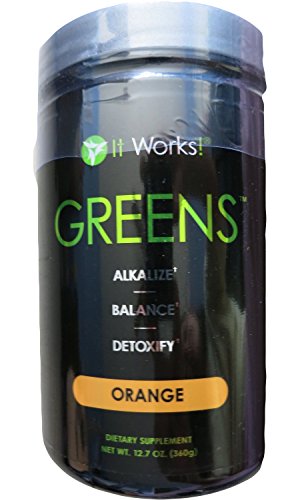 It Works!®
GREENS™
ALKALIZE†
BALANCE†
DETOXIFY†
ORANGE
DIETARY SUPPLEMENT
NET WT. 12.7 OZ. (360g)